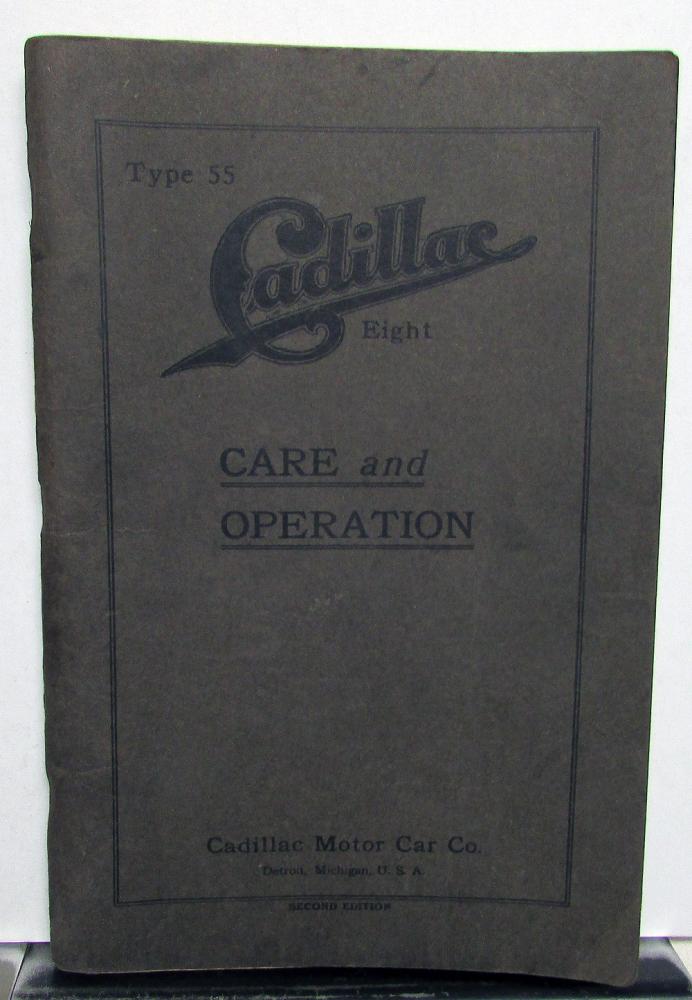 Type 55
Cadillac
Eight
CARE and
OPERATION
Cadillac Motor Car Co.
Detroit, Michigan, U. S. A.
SECOND EDITION